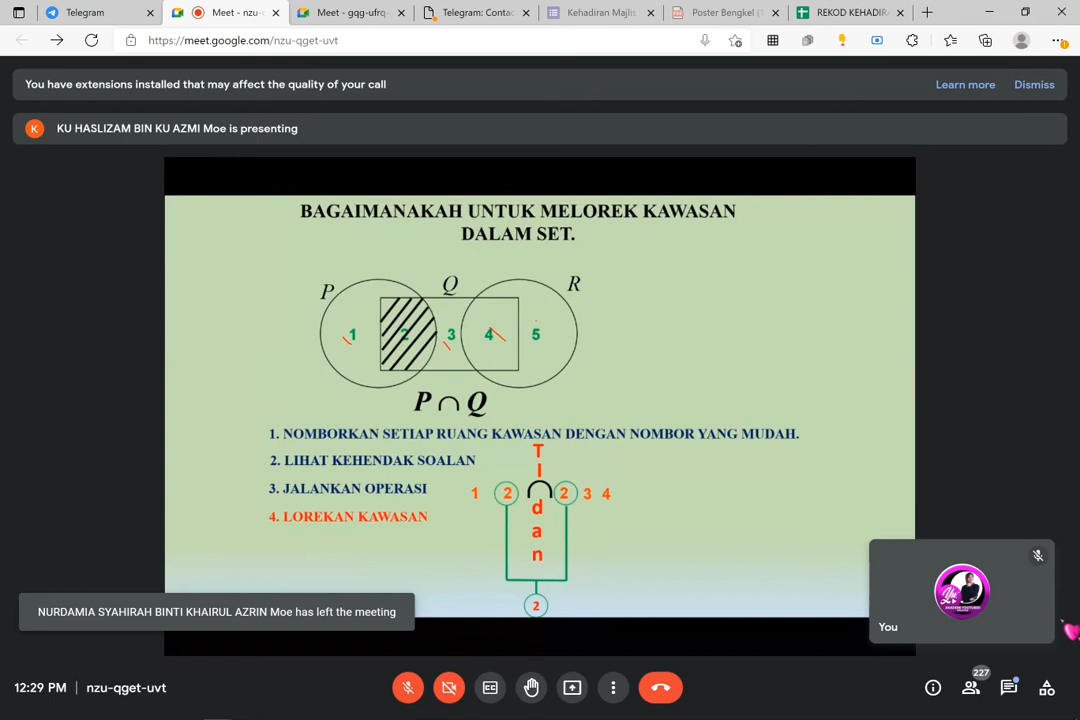 Telegram
Meet - nzu-
Meet - gqg-ufrq-
Telegram: Contac
Kehadiran Majlis
Poster Bengkel (1
REKOD KEHADIRA
https://meet.google.com/nzu-qget-uvt
You have extensions installed that may affect the quality of your call
Learn more
Dismiss
K
KU HASLIZAM BIN KU AZMI Moe is presenting
BAGAIMANAKAH UNTUK MELOREK KAWASAN
DALAM SET.
P
Q
R
1
2
3
4
5
P ∩ Q
1. NOMBORKAN SETIAP RUANG KAWASAN DENGAN NOMBOR YANG MUDAH.
2. LIHAT KEHENDAK SOALAN
3. JALANKAN OPERASI
4. LOREKAN KAWASAN
T
I
1 2 ∩ 2 3 4
d
a
n
2
NURDAMIA SYAHIRAH BINTI KHAIRUL AZRIN Moe has left the meeting
You
12:29 PM | nzu-qget-uvt
227